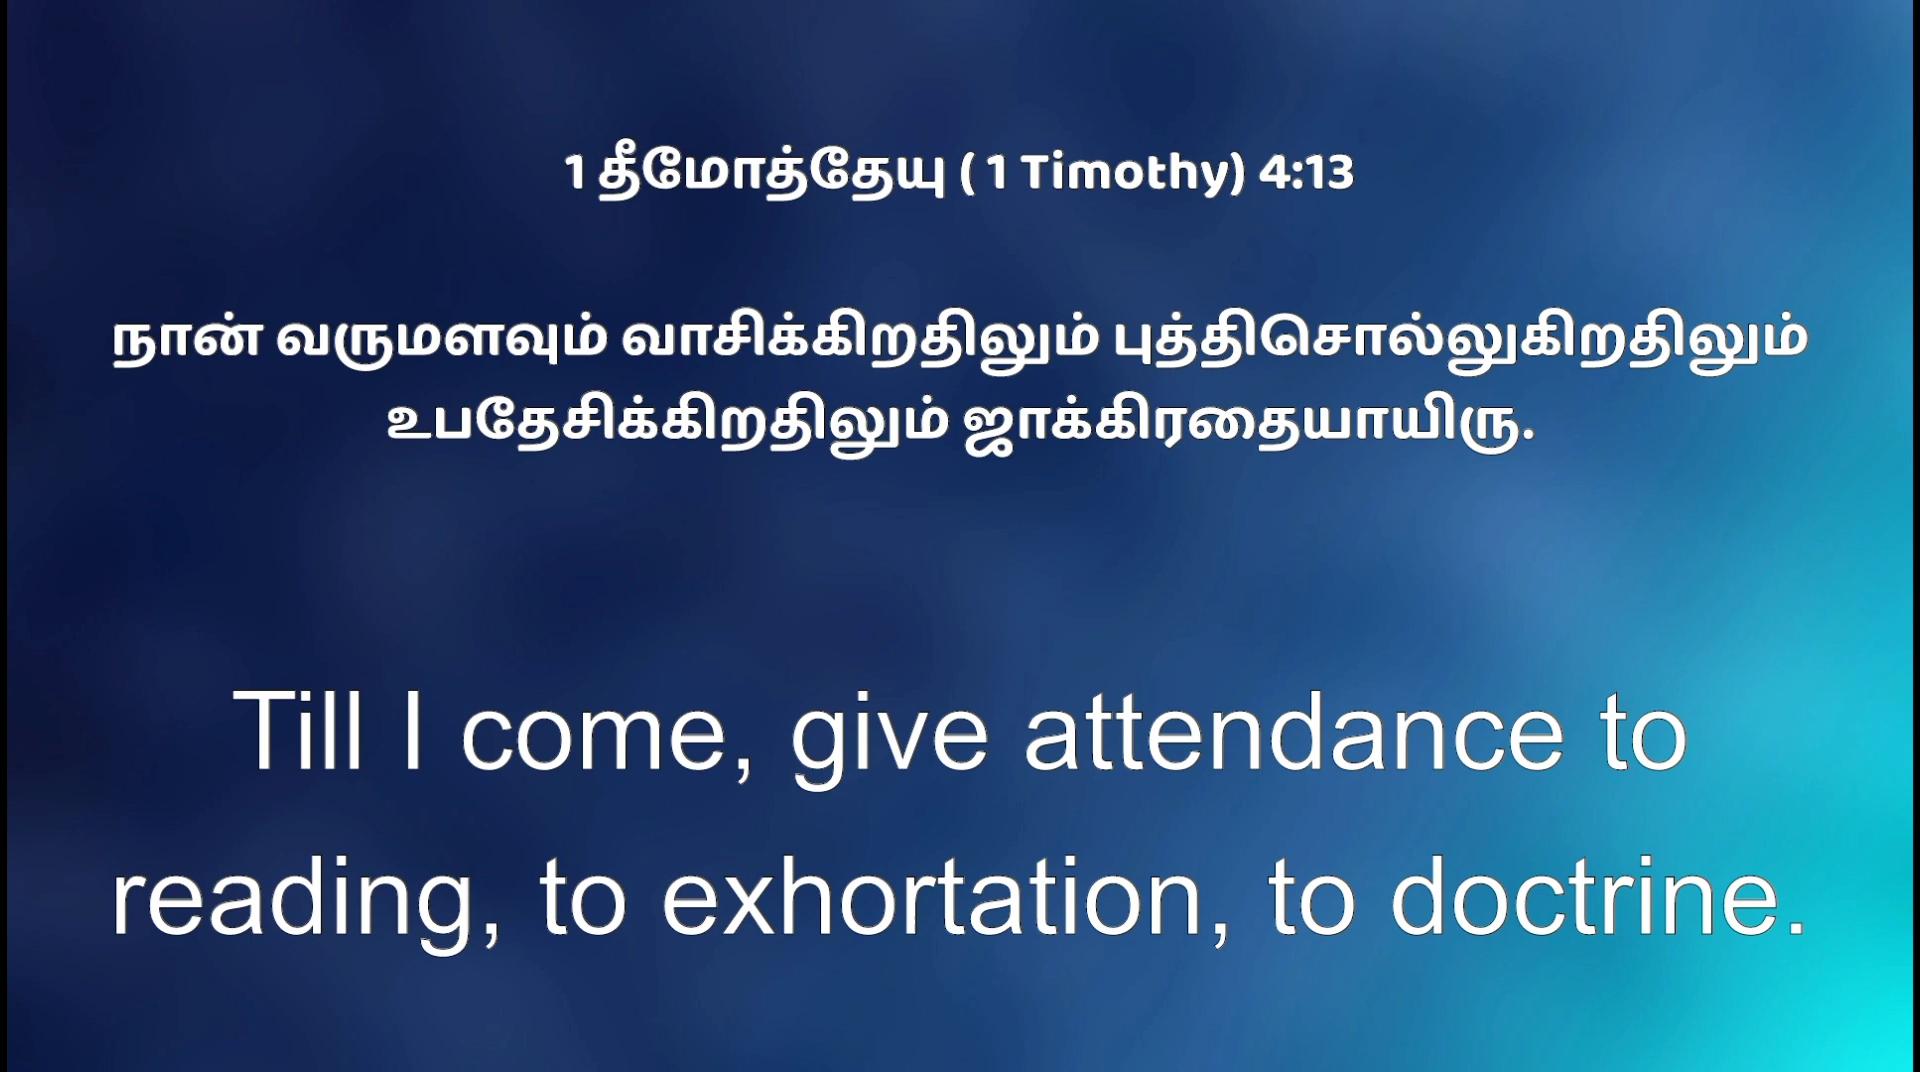 1 தீமோத்தேயு ( 1 Timothy) 4:13
நான் வருமளவும் வாசிக்கிறதிலும் புத்திசொல்லுகிறதிலும்
உபதேசிக்கிறதிலும் ஜாக்கிரதையாயிரு.
Till I come, give attendance to
reading, to exhortation, to doctrine.